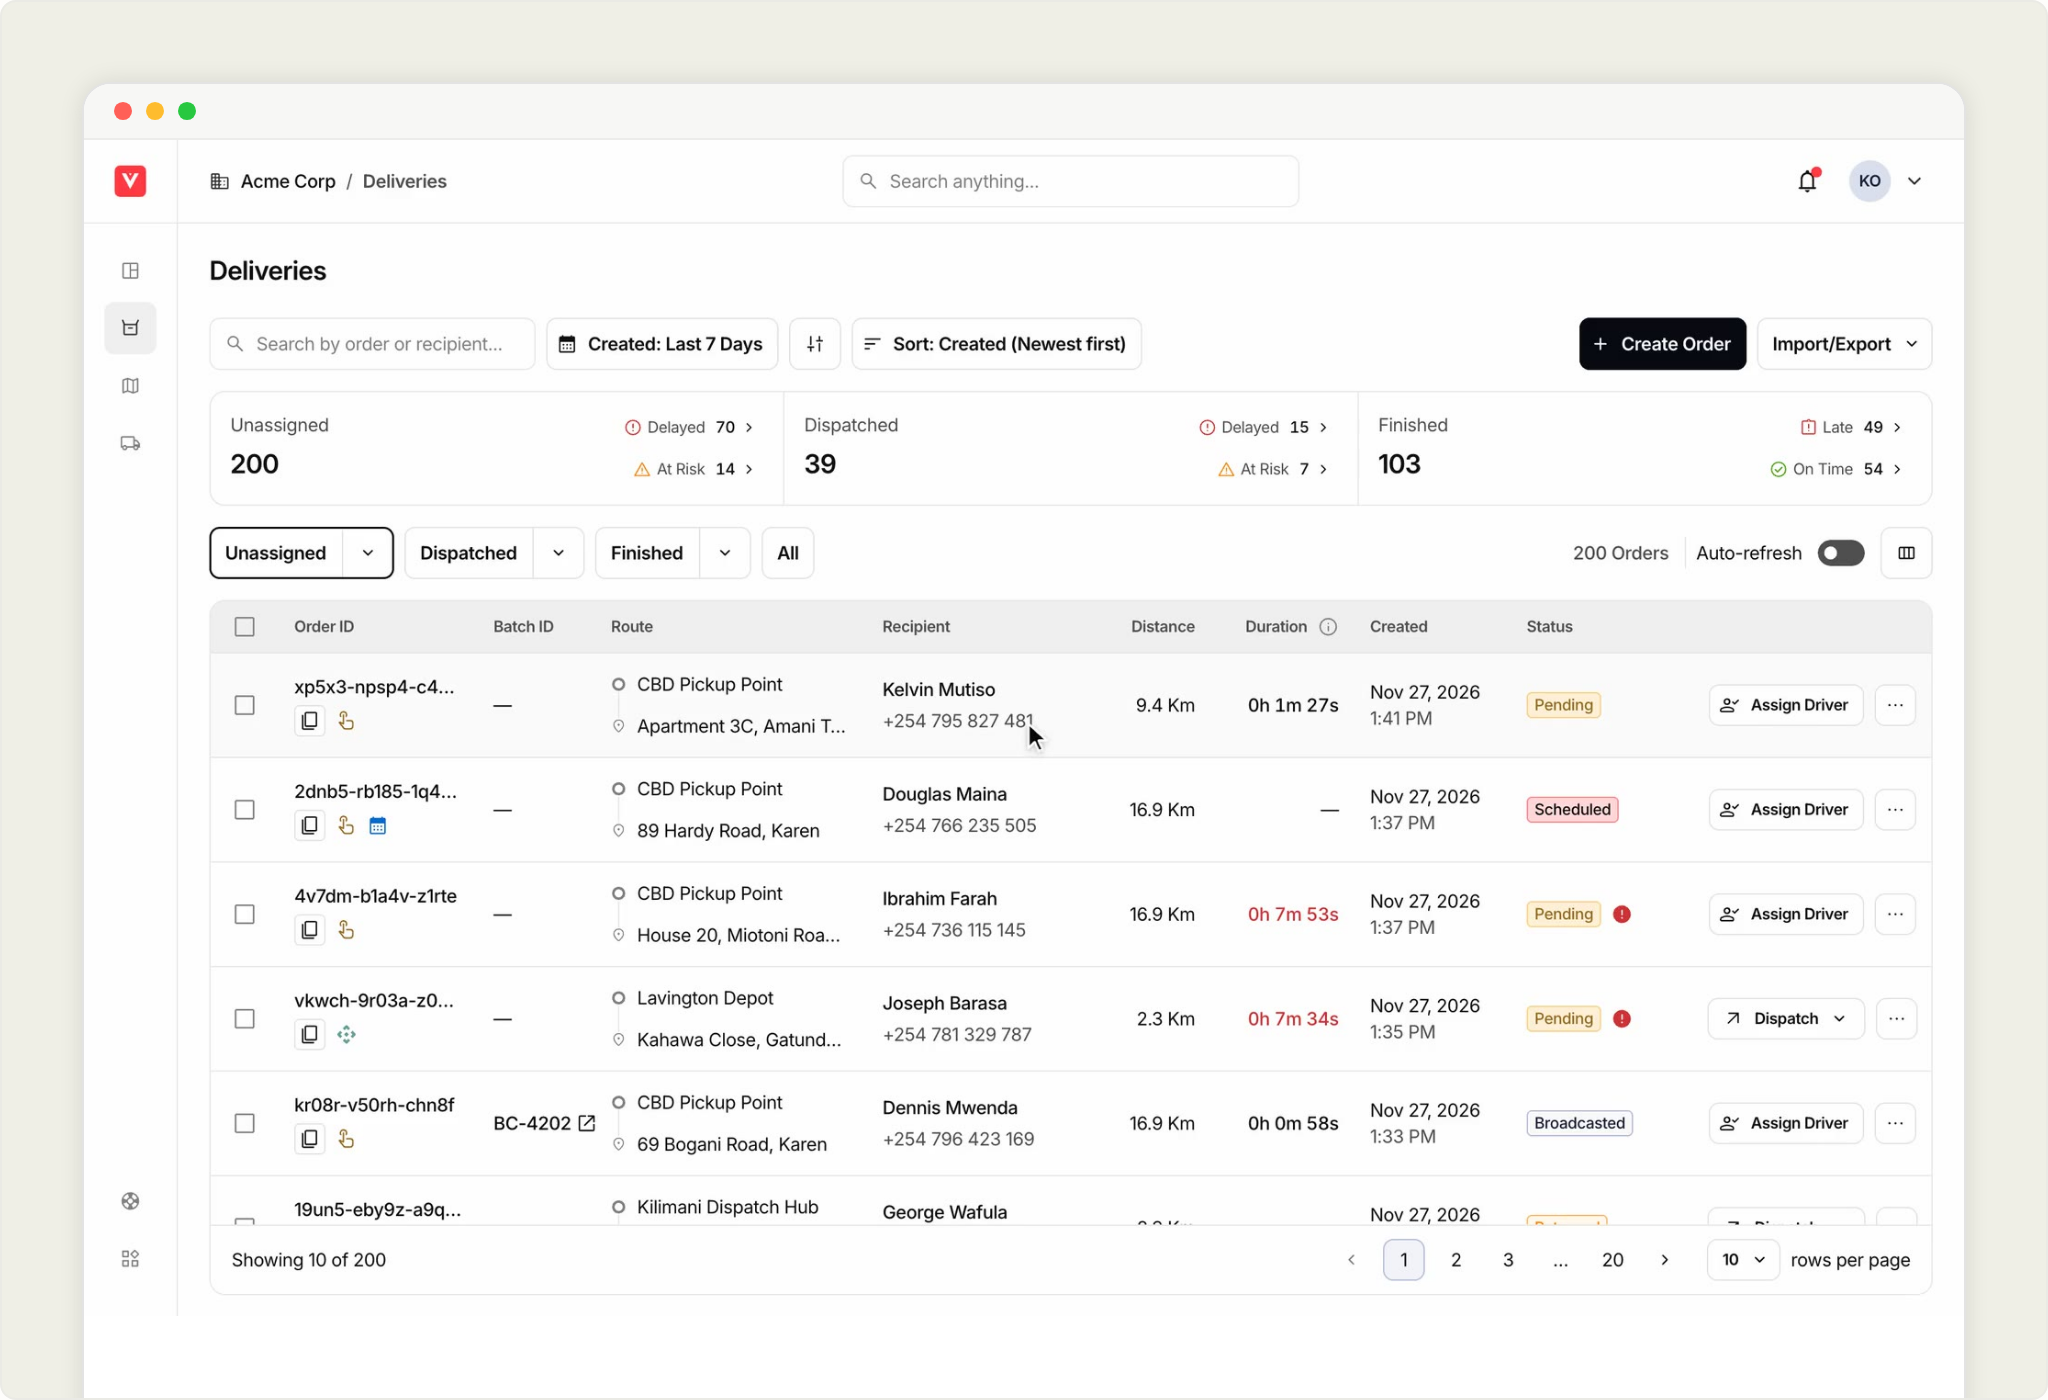 Acme Corp / Deliveries
Search anything...
KO
Deliveries
Search by order or recipient...
Created: Last 7 Days
Sort: Created (Newest first)
+ Create Order
Import/Export
Unassigned
200
Delayed 70
At Risk 14
Dispatched
39
Delayed 15
At Risk 7
Finished
103
Late 49
On Time 54
Unassigned
Dispatched
Finished
All
200 Orders
Auto-refresh
Order ID Batch ID Route Recipient Distance Duration Created Status
xp5x3-npsp4-c4...
—
CBD Pickup Point
Apartment 3C, Amani T...
Kelvin Mutiso
+254 795 827 481
9.4 Km
0h 1m 27s
Nov 27, 2026
1:41 PM
Pending
Assign Driver
2dnb5-rb185-1q4...
—
CBD Pickup Point
89 Hardy Road, Karen
Douglas Maina
+254 766 235 505
16.9 Km
—
Nov 27, 2026
1:37 PM
Scheduled
Assign Driver
4v7dm-b1a4v-z1rte
—
CBD Pickup Point
House 20, Miotoni Roa...
Ibrahim Farah
+254 736 115 145
16.9 Km
0h 7m 53s
Nov 27, 2026
1:37 PM
Pending
Assign Driver
vkwch-9r03a-z0...
—
Lavington Depot
Kahawa Close, Gatund...
Joseph Barasa
+254 781 329 787
2.3 Km
0h 7m 34s
Nov 27, 2026
1:35 PM
Pending
Dispatch
kr08r-v50rh-chn8f
BC-4202
CBD Pickup Point
69 Bogani Road, Karen
Dennis Mwenda
+254 796 423 169
16.9 Km
0h 0m 58s
Nov 27, 2026
1:33 PM
Broadcasted
Assign Driver
19un5-eby9z-a9q...
Kilimani Dispatch Hub
George Wafula
Nov 27, 2026
Showing 10 of 200
1 2 3 ... 20
10 rows per page